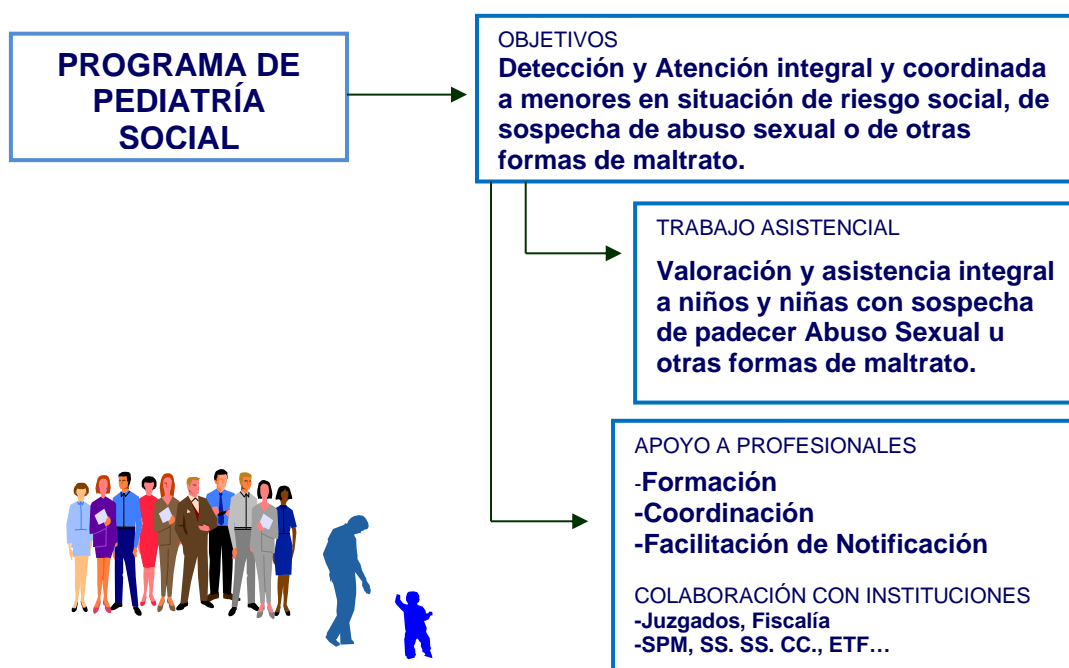 PROGRAMA DE
PEDIATRÍA
SOCIAL
OBJETIVOS
Detección y Atención integral y coordinada
a menores en situación de riesgo social, de
sospecha de abuso sexual o de otras
formas de maltrato.
TRABAJO ASISTENCIAL
Valoración y asistencia integral
a niños y niñas con sospecha
de padecer Abuso Sexual u
otras formas de maltrato.
APOYO A PROFESIONALES
-Formación
-Coordinación
-Facilitación de Notificación
COLABORACIÓN CON INSTITUCIONES
-Juzgados, Fiscalía
-SPM, SS. SS. CC., ETF…